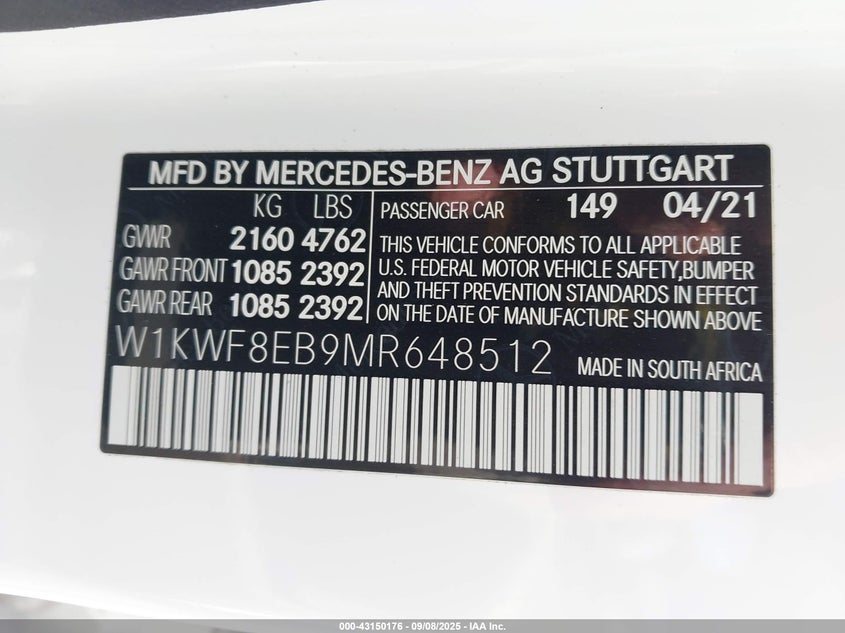 MFD BY MERCEDES-BENZ AG STUTTGART
KG LBS
GVWR 2160 4762
GAWR FRONT 1085 2392
GAWR REAR 1085 2392
PASSENGER CAR 149 04/21
THIS VEHICLE CONFORMS TO ALL APPLICABLE
U.S. FEDERAL MOTOR VEHICLE SAFETY,BUMPER
AND THEFT PREVENTION STANDARDS IN EFFECT
ON THE DATE OF MANUFACTURE SHOWN ABOVE
W1KWF8EB9MR648512 MADE IN SOUTH AFRICA
000-43150176 - 09/08/2025 - IAA Inc.